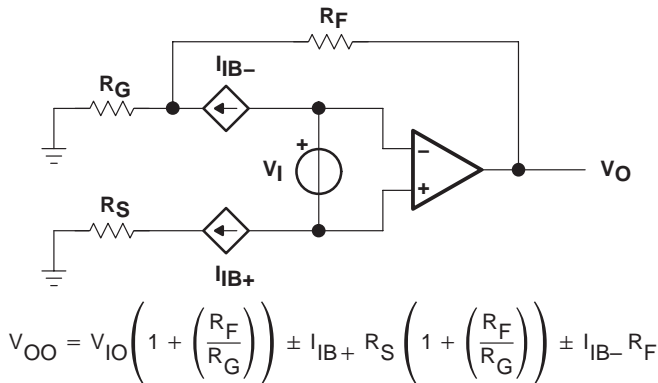 RF
IIB–
RG
+
VI
–
+
VO
RS
IIB+
VOO = VIO(1 + (RF/RG)) ± IIB+ RS(1 + (RF/RG)) ± IIB– RF